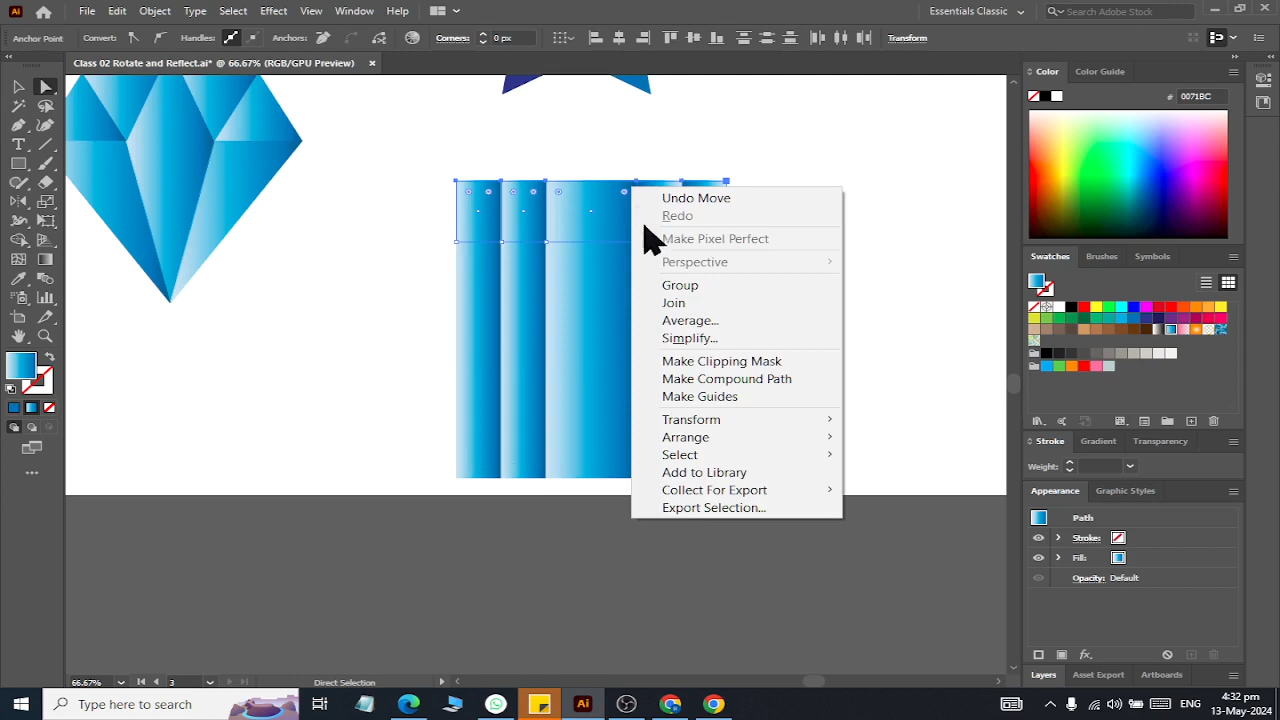 Ai
File
Edit
Object
Type
Select
Effect
View
Window
Help
Essentials Classic
Search Adobe Stock
Anchor Point
Convert:
Handles:
Anchors:
Corners:
0 px
Transform
Class 02 Rotate and Reflect.ai* @ 66.67% (RGB/GPU Preview)
Color
Color Guide
# 0071BC
Undo Move
Redo
Make Pixel Perfect
Perspective
Group
Join
Average...
Simplify...
Make Clipping Mask
Make Compound Path
Make Guides
Transform
Arrange
Select
Add to Library
Collect For Export
Export Selection...
Swatches
Brushes
Symbols
Stroke
Gradient
Transparency
Weight:
Appearance
Graphic Styles
Path
Stroke:
Fill:
Opacity: Default
Layers
Asset Export
Artboards
66.67%
3
Direct Selection
Type here to search
Ai
ENG
4:32 pm
13-May-2024